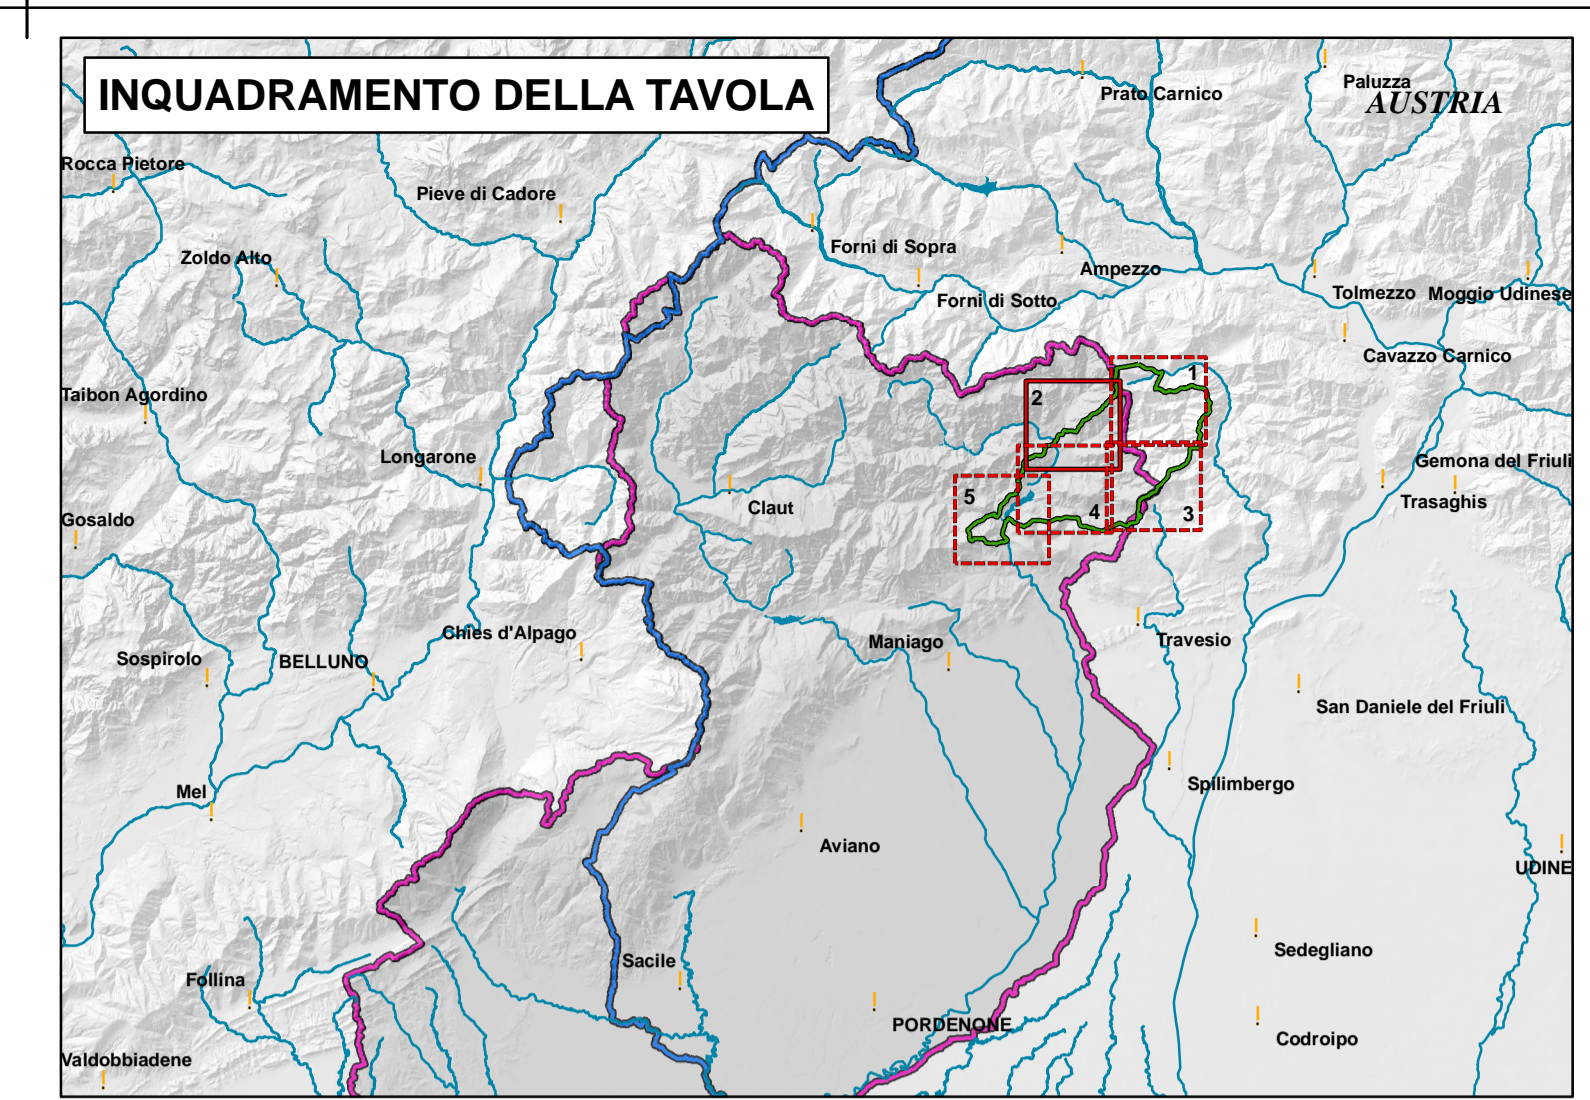 INQUADRAMENTO DELLA TAVOLA
Paluzza
Prato Carnico
AUSTRIA
Rocca Pietore
Pieve di Cadore
Forni di Sopra
Zoldo Alto
Ampezzo
Tolmezzo
Moggio Udinese
Forni di Sotto
Cavazzo Carnico
1
Taibon Agordino
2
Longarone
Gemona del Friuli
5
Trasaghis
Claut
4
3
Gosaldo
Chies d'Alpago
Maniago
Travesio
Sospirolo
BELLUNO
San Daniele del Friuli
Spilimbergo
Mel
Aviano
UDINE
Sedegliano
Sacile
Follina
PORDENONE
Codroipo
Valdobbiadene